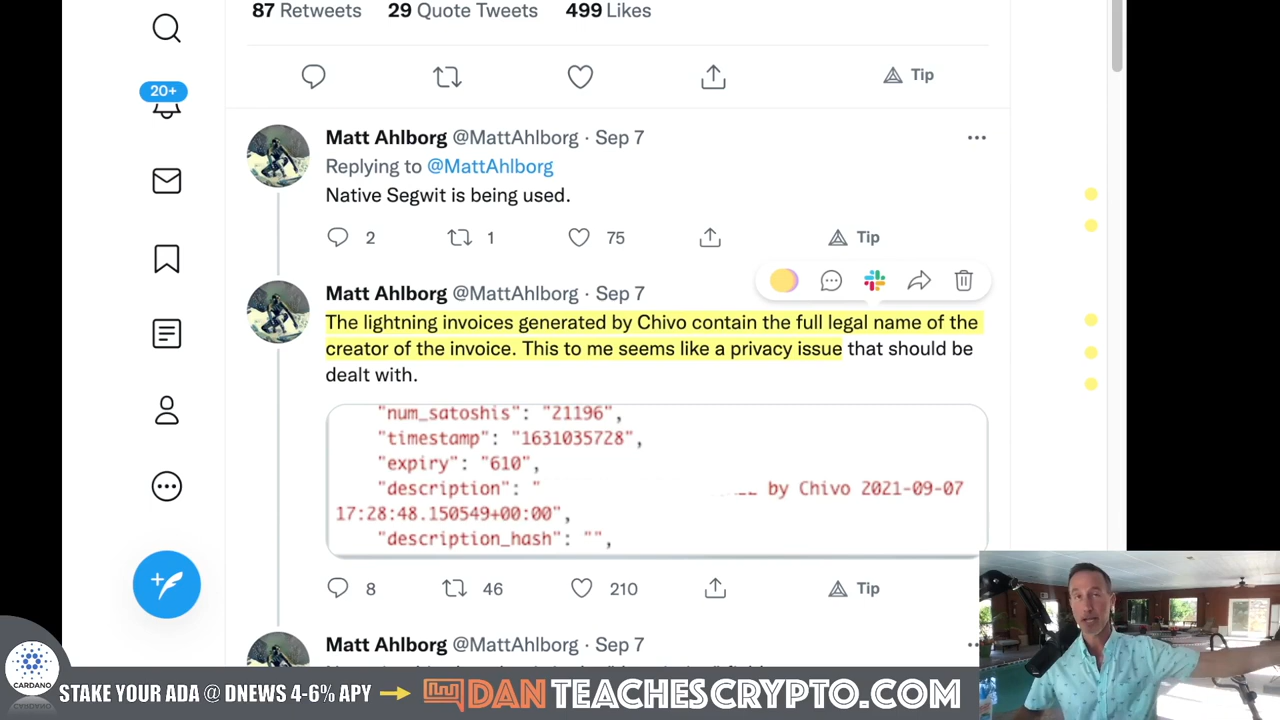 87 Retweets 29 Quote Tweets 499 Likes
Tip
20+
Matt Ahlborg @MattAhlborg · Sep 7
Replying to @MattAhlborg
Native Segwit is being used.
2 1 75 Tip
Matt Ahlborg @MattAhlborg · Sep 7
The lightning invoices generated by Chivo contain the full legal name of the
creator of the invoice. This to me seems like a privacy issue that should be
dealt with.
"num_satoshis": "21196",
"timestamp": "1631035728",
"expiry": "610",
"description": " by Chivo 2021-09-07
17:28:48.150549+00:00",
"description_hash": "",
8 46 210 Tip
Matt Ahlborg @MattAhlborg · Sep 7
CARDANO
STAKE YOUR ADA @ DNEWS 4-6% APY
DANTEACHESCRYPTO.COM